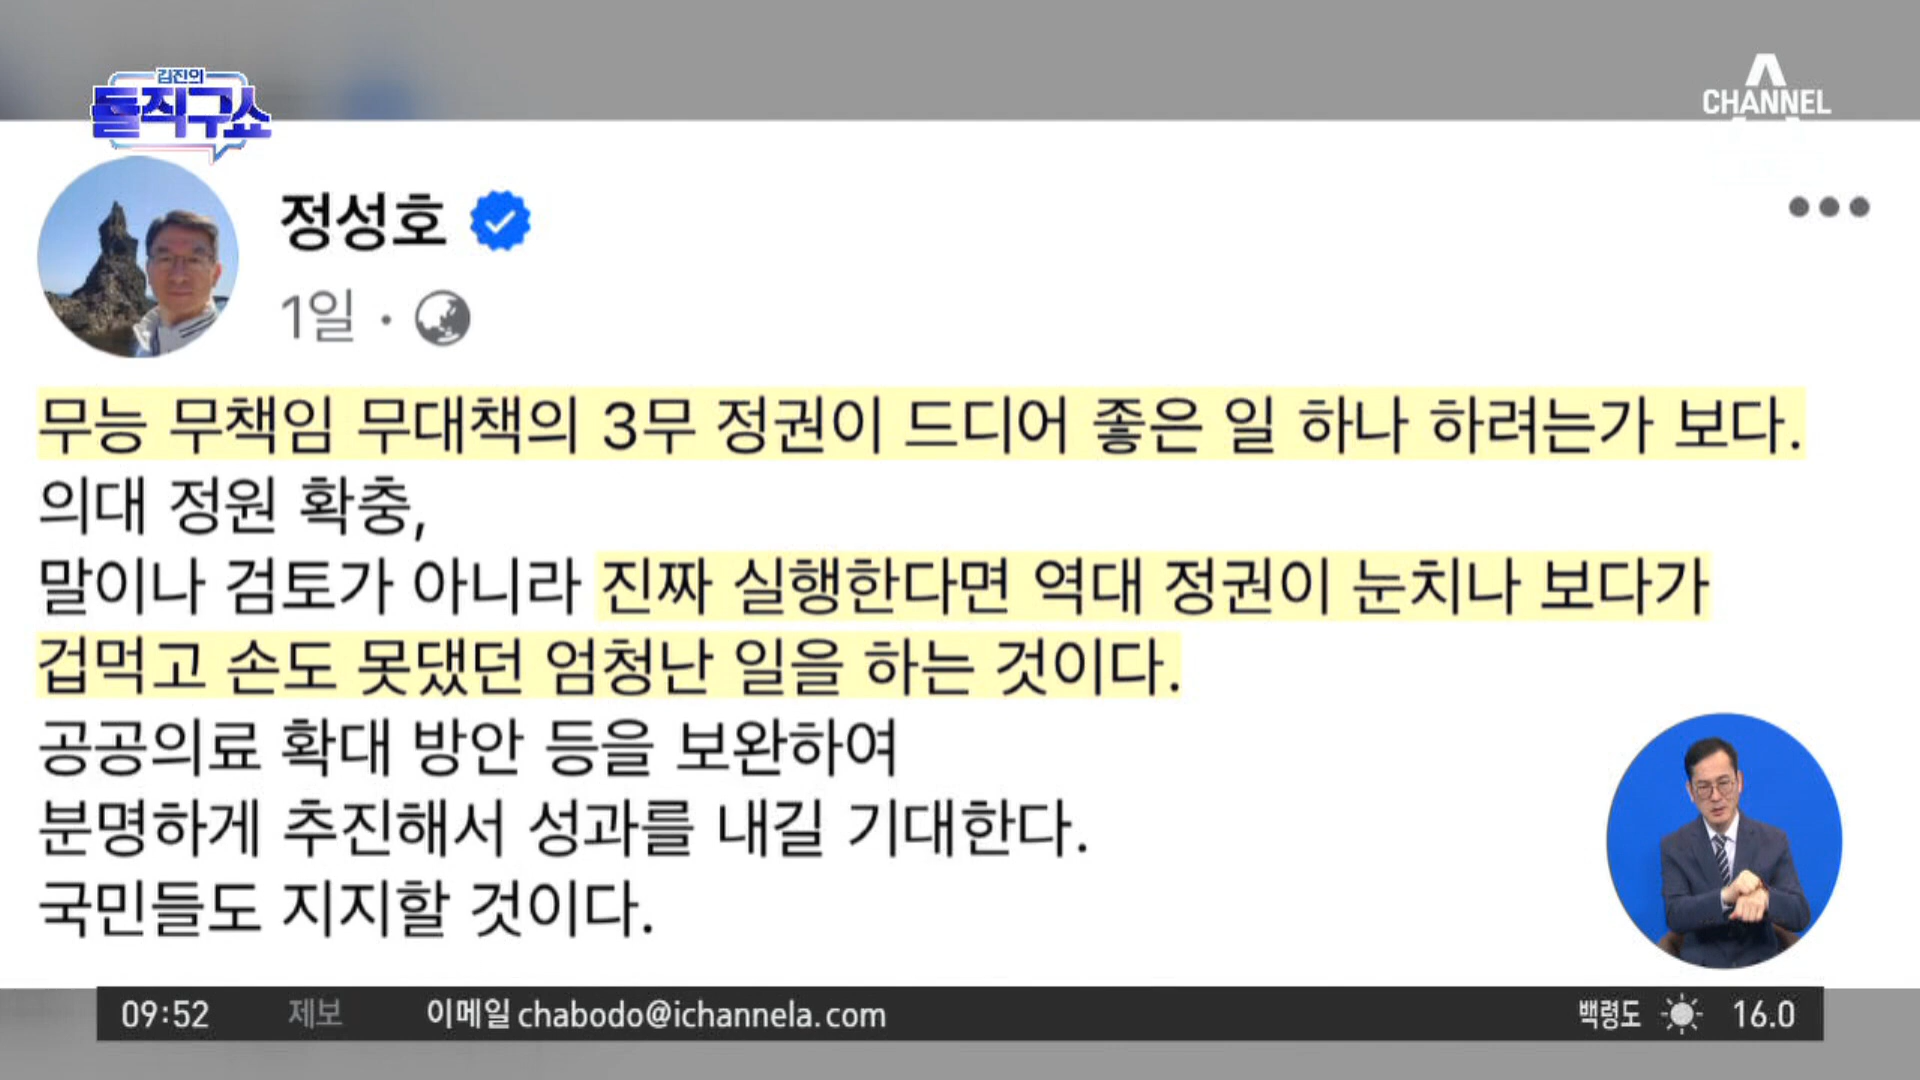 김진의
돌직구쇼
CHANNEL
정성호
1일 ·
무능 무책임 무대책의 3무 정권이 드디어 좋은 일 하나 하려는가 보다.
의대 정원 확충,
말이나 검토가 아니라 진짜 실행한다면 역대 정권이 눈치나 보다가
겁먹고 손도 못댔던 엄청난 일을 하는 것이다.
공공의료 확대 방안 등을 보완하여
분명하게 추진해서 성과를 내길 기대한다.
국민들도 지지할 것이다.
09:52 제보 이메일 chabodo@ichannela.com 백령도 16.0